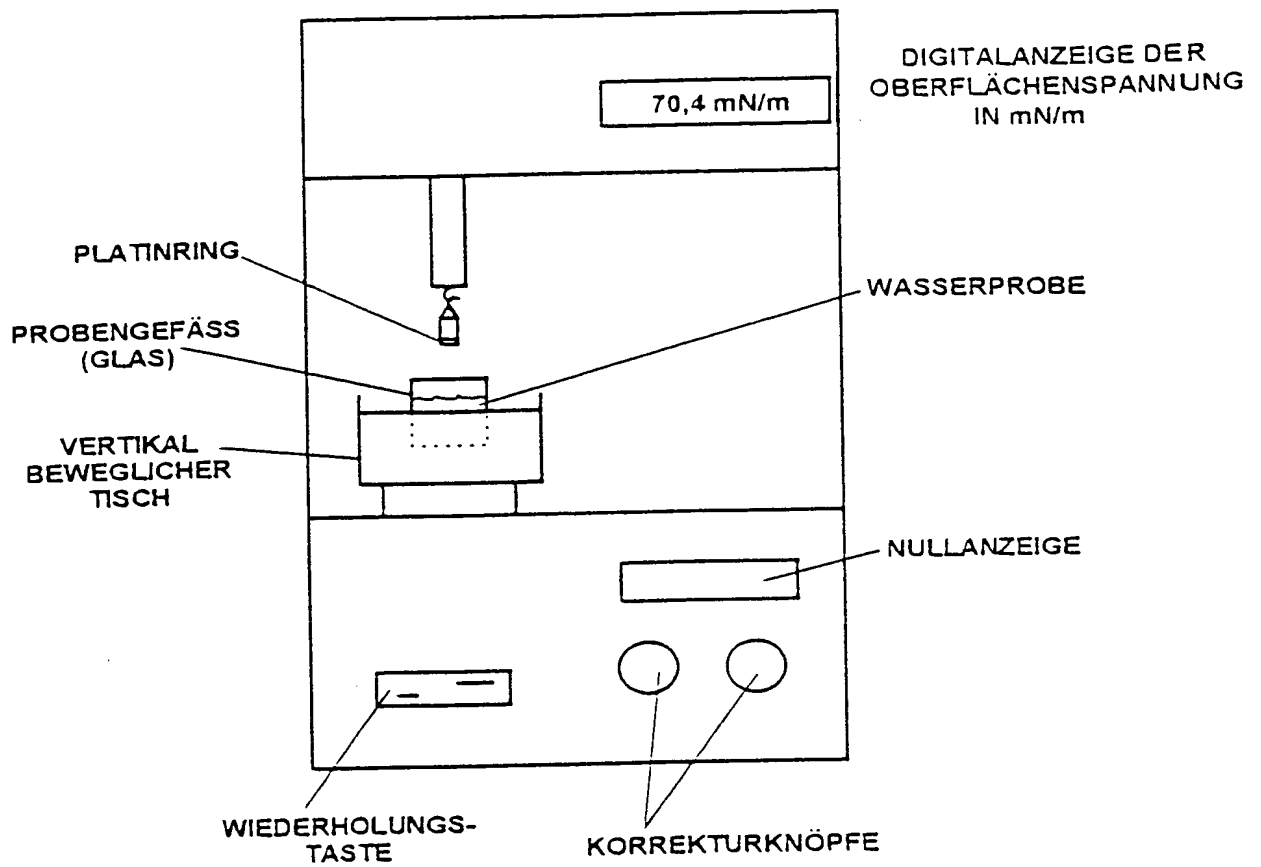 DIGITALANZEIGE DER
OBERFLÄCHENSPANNUNG
IN mN/m
70,4 mN/m
PLATINRING
WASSERPROBE
PROBENGEFÄSS
(GLAS)
VERTIKAL
BEWEGLICHER
TISCH
NULLANZEIGE
WIEDERHOLUNGS-
TASTE
KORREKTURKNÖPFE